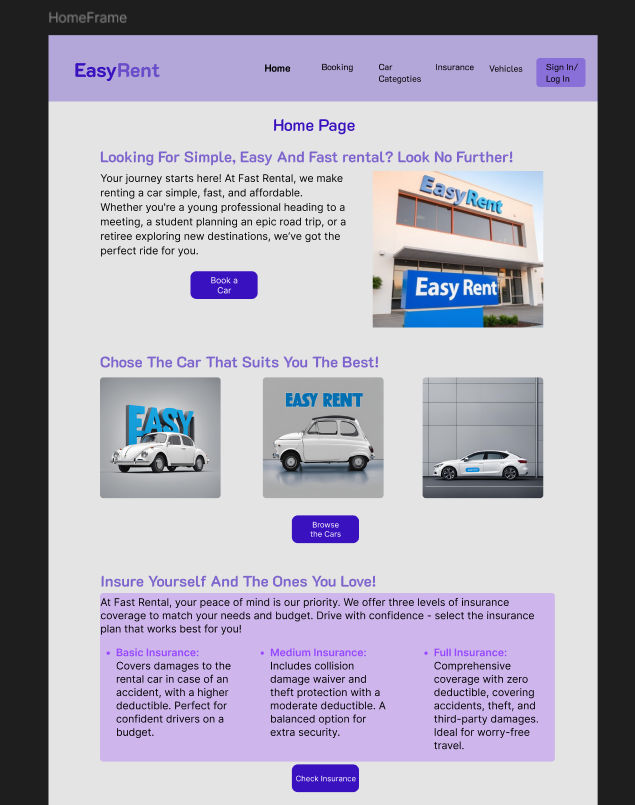 HomeFrame
EasyRent
Home
Booking
Car
Categoties
Insurance
Vehicles
Sign In/
Log In
Home Page
Looking For Simple, Easy And Fast rental? Look No Further!
Your journey starts here! At Fast Rental, we make
renting a car simple, fast, and affordable.
Whether you're a young professional heading to a
meeting, a student planning an epic road trip, or a
retiree exploring new destinations, we've got the
perfect ride for you.
Book a
Car
EasyRent
Easy Rent
Chose The Car That Suits You The Best!
EASY
EASY RENT
Browse
the Cars
Insure Yourself And The Ones You Love!
At Fast Rental, your peace of mind is our priority. We offer three levels of insurance
coverage to match your needs and budget. Drive with confidence - select the insurance
plan that works best for you!
• Basic Insurance:
Covers damages to the
rental car in case of an
accident, with a higher
deductible. Perfect for
confident drivers on a
budget.
• Medium Insurance:
Includes collision
damage waiver and
theft protection with a
moderate deductible. A
balanced option for
extra security.
• Full Insurance:
Comprehensive
coverage with zero
deductible, covering
accidents, theft, and
third-party damages.
Ideal for worry-free
travel.
Check Insurance